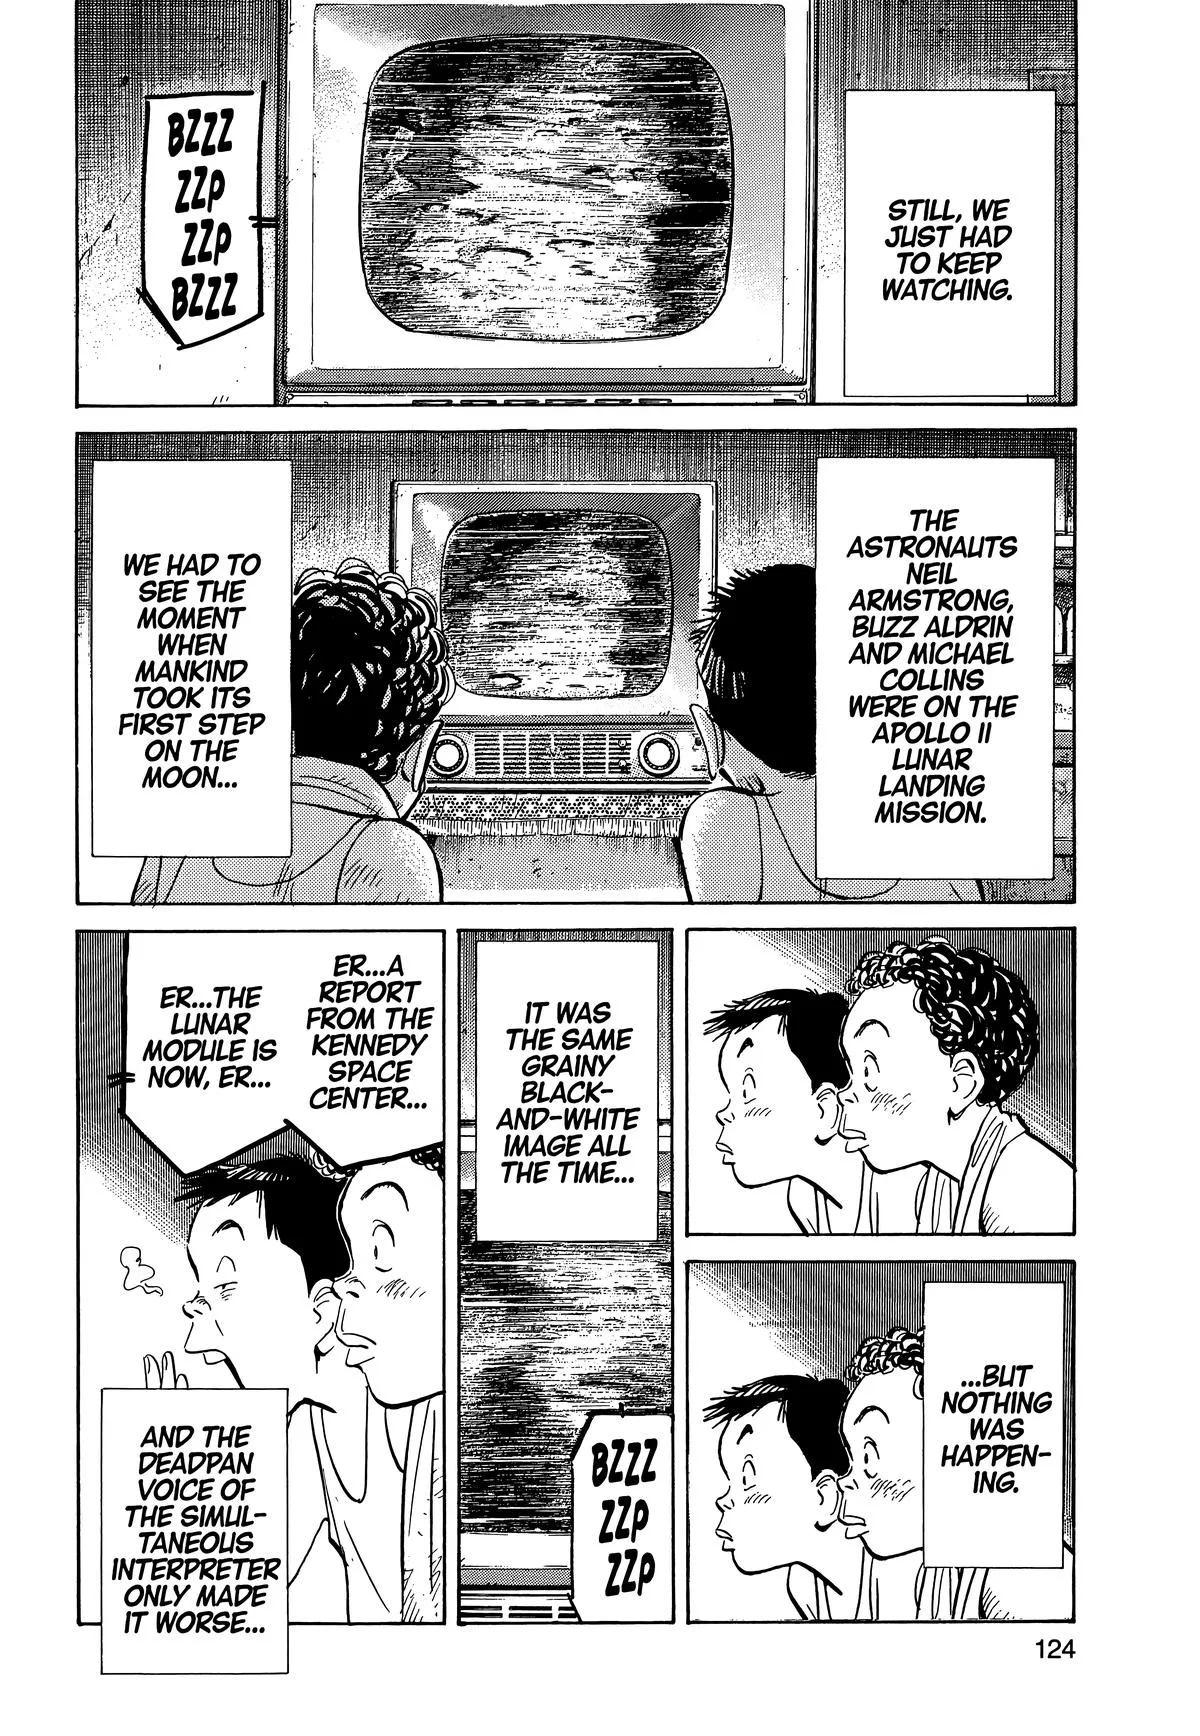 STILL, WE
JUST HAD
TO KEEP
WATCHING.
BZZZ
ZZP
ZZP
BZZZ
THE
ASTRONAUTS
NEIL
ARMSTRONG,
BUZZ ALDRIN
AND MICHAEL
COLLINS
WERE ON THE
APOLLO 11
LUNAR
LANDING
MISSION.
WE HAD TO
SEE THE
MOMENT
WHEN
MANKIND
TOOK ITS
FIRST STEP
ON THE
MOON...
...BUT
NOTHING
WAS
HAPPEN-
ING.
IT WAS
THE SAME
GRAINY
BLACK-
AND-WHITE
IMAGE ALL
THE TIME...
BZZZ
ZZP
ZZP
ER...A
REPORT
FROM THE
KENNEDY
SPACE
CENTER...
ER...THE
LUNAR
MODULE IS
NOW, ER...
AND THE
DEADPAN
VOICE OF
THE SIMUL-
TANEOUS
INTERPRETER
ONLY MADE
IT WORSE...
124